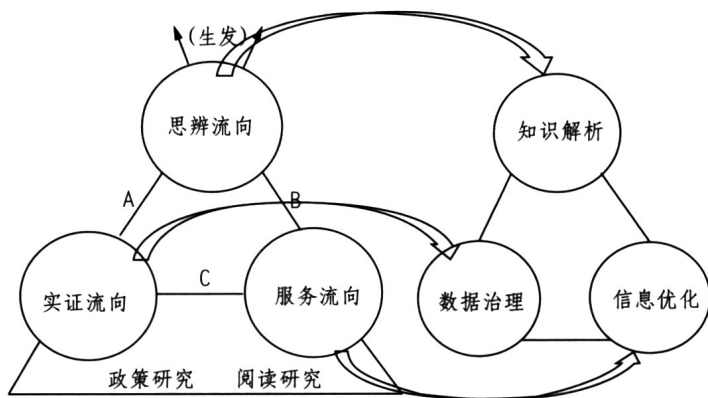 (生发)
思辨流向
知识解析
A
B
实证流向
C
服务流向
数据治理
信息优化
政策研究 阅读研究